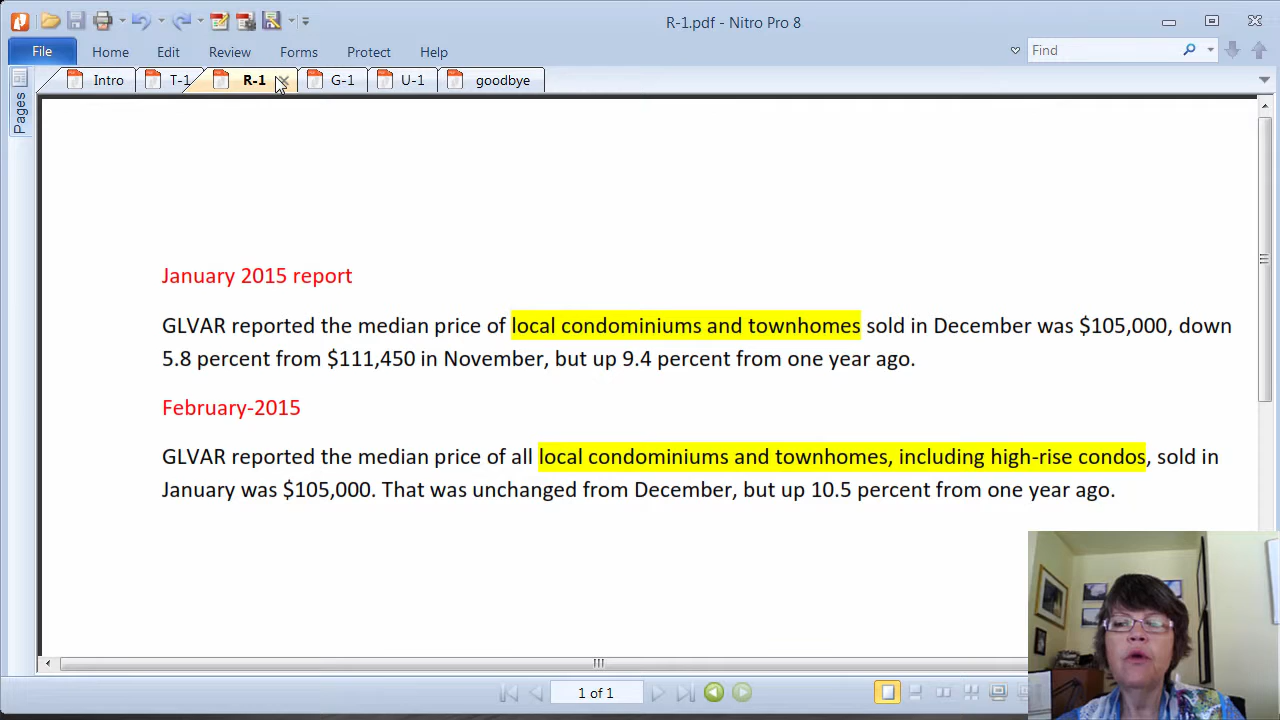 R-1.pdf - Nitro Pro 8
File Home Edit Review Forms Protect Help Find
Intro T-1 R-1 G-1 U-1 goodbye
Pages
January 2015 report
GLVAR reported the median price of local condominiums and townhomes sold in December was $105,000, down
5.8 percent from $111,450 in November, but up 9.4 percent from one year ago.
February-2015
GLVAR reported the median price of all local condominiums and townhomes, including high-rise condos, sold in
January was $105,000. That was unchanged from December, but up 10.5 percent from one year ago.
1 of 1